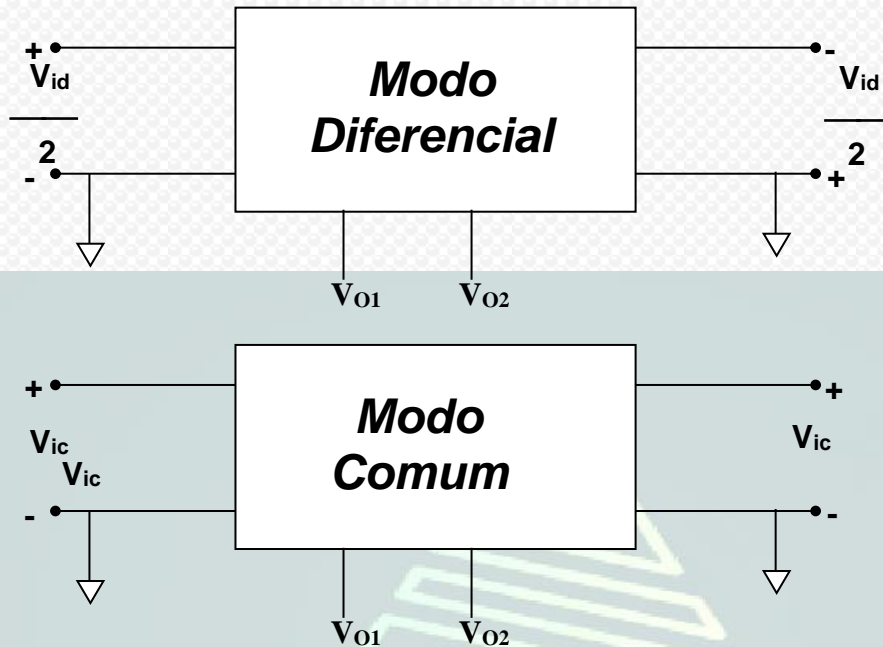 + -
Vid Vid
Modo
Diferencial
2 2
- +
VO1 VO2
+ +
Modo
Vic Vic
Vic
Comum
- -
VO1 VO2